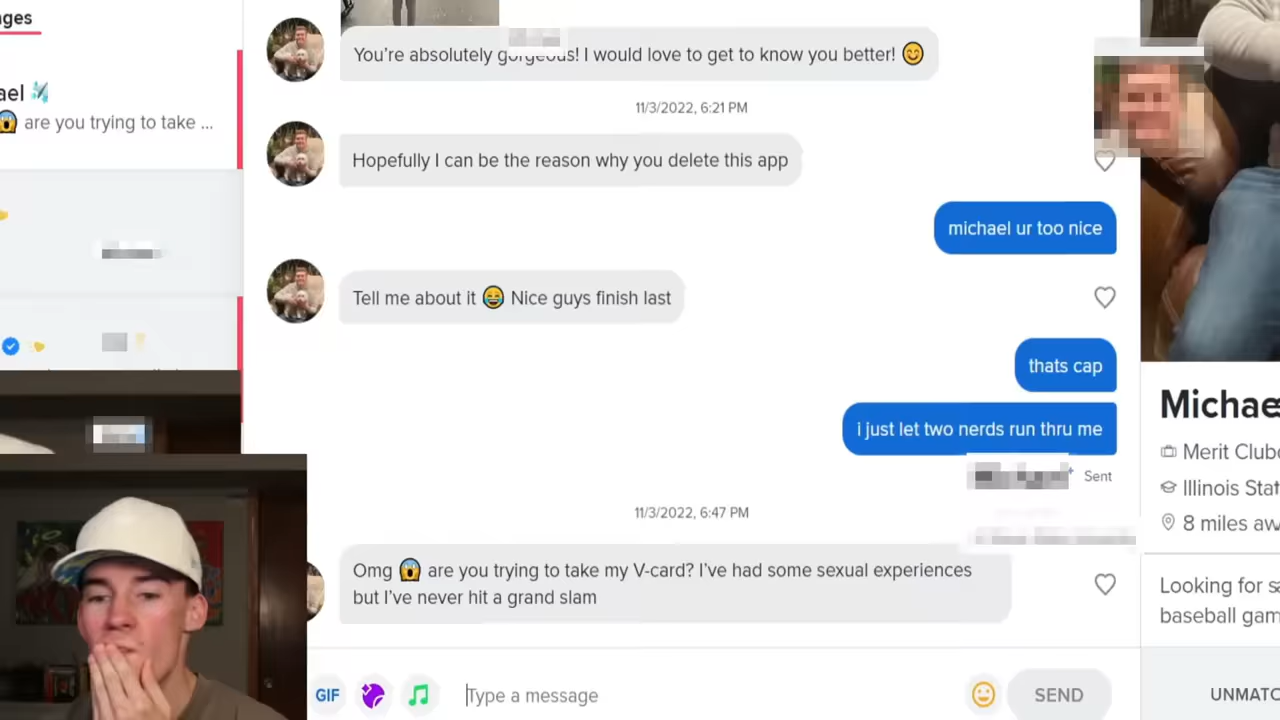 ges
ael
are you trying to take ...
You're absolutely gorgeous! I would love to get to know you better! 😊
11/3/2022, 6:21 PM
Hopefully I can be the reason why you delete this app
michael ur too nice
Tell me about it 😂 Nice guys finish last
thats cap
i just let two nerds run thru me
Sent
11/3/2022, 6:47 PM
Omg 😱 are you trying to take my V-card? I've had some sexual experiences
but I've never hit a grand slam
GIF
Type a message
SEND
Michae
Merit Club
Illinois Stat
8 miles aw
Looking for s
baseball gam
UNMATC